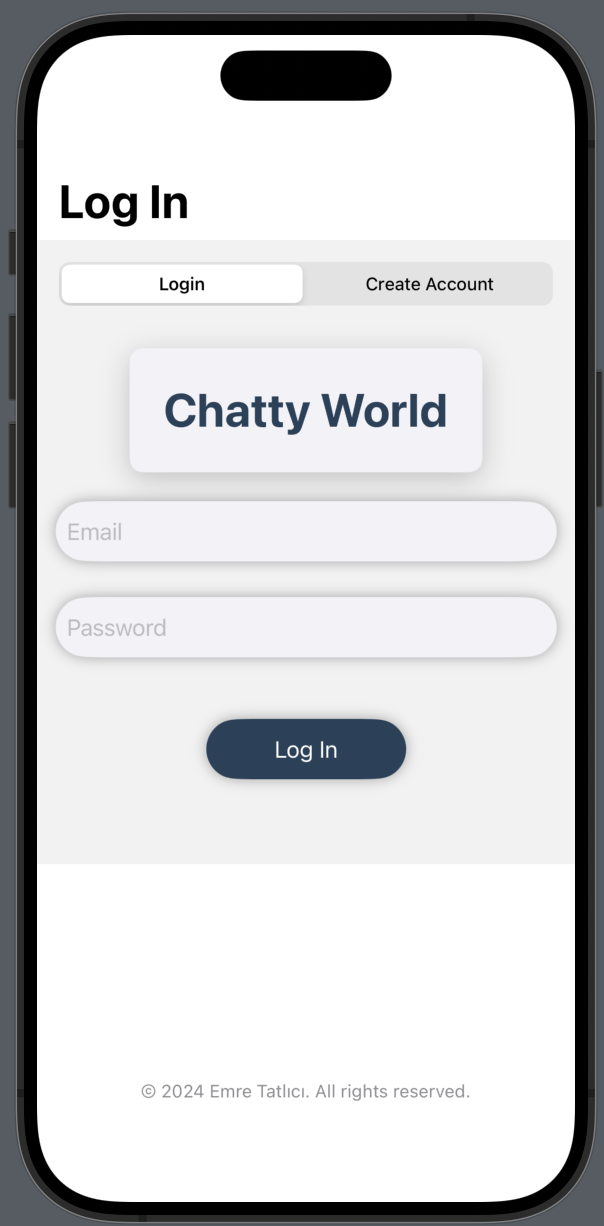 Log In
Login
Create Account
Chatty World
Email
Password
Log In
© 2024 Emre Tatlıcı. All rights reserved.